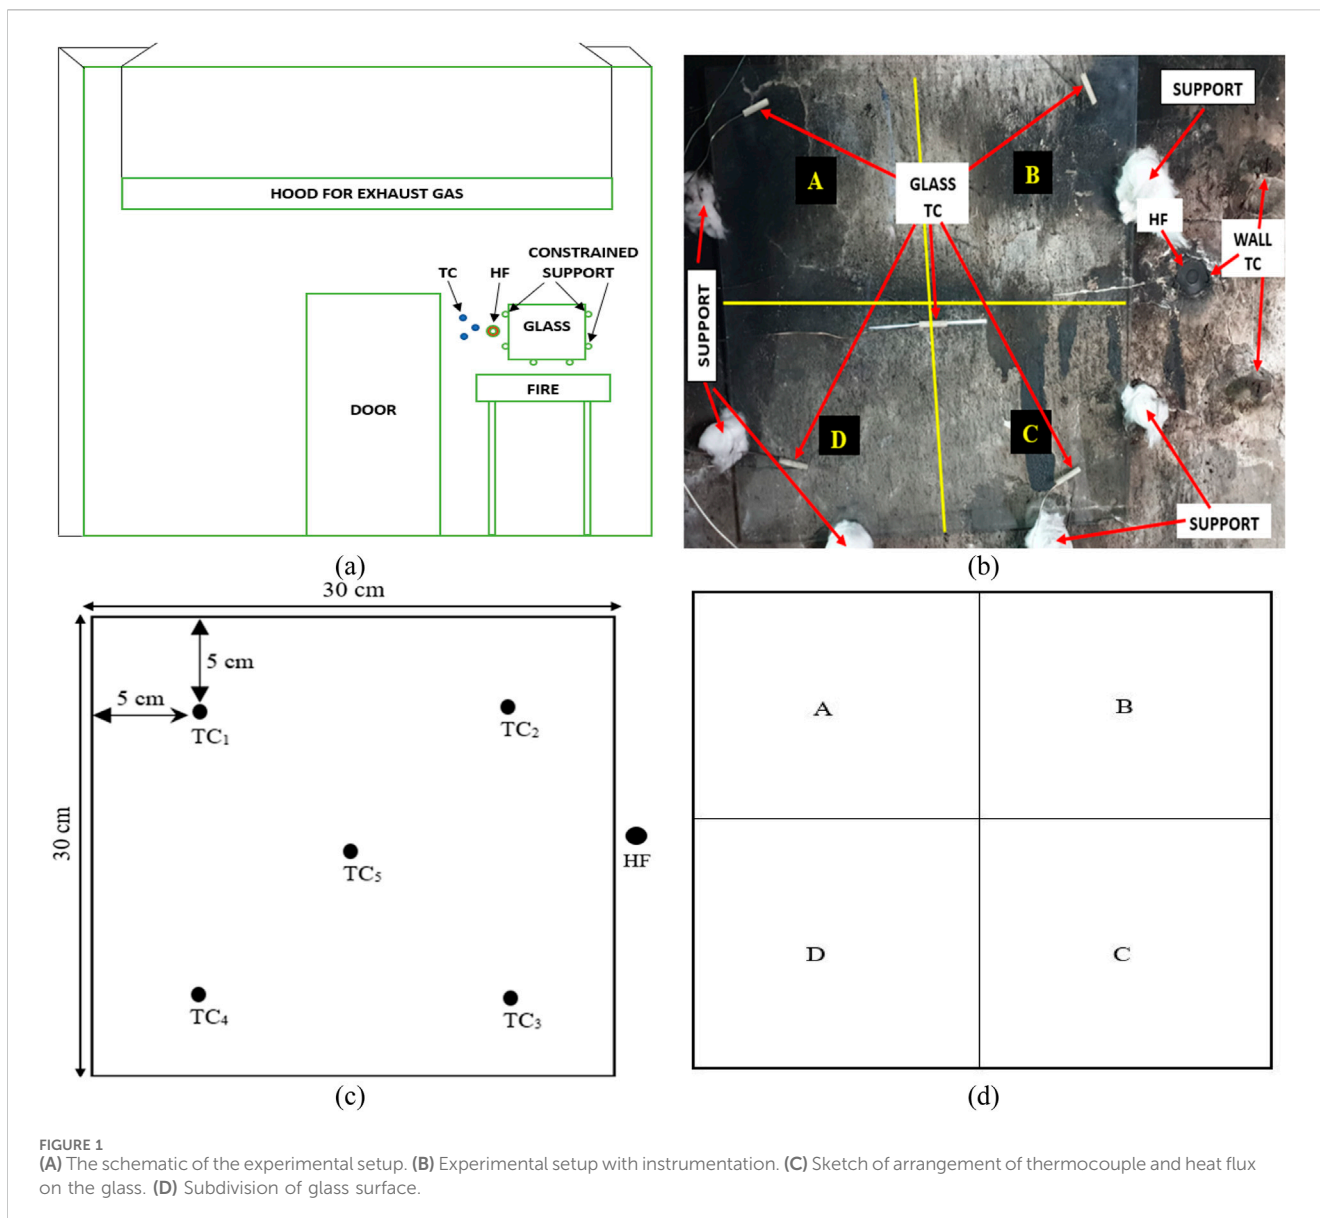 HOOD FOR EXHAUST GAS
CONSTRAINED
SUPPORT
TC
HF
GLASS
FIRE
DOOR
(a)
SUPPORT
A
B
GLASS
TC
HF
WALL
TC
SUPPORT
D
C
SUPPORT
(b)
30 cm
5 cm
5 cm
TC₁
TC₂
30 cm
HF
TC₅
TC₄
TC₃
(c)
A
B
D
C
(d)
FIGURE 1
(A) The schematic of the experimental setup. (B) Experimental setup with instrumentation. (C) Sketch of arrangement of thermocouple and heat flux
on the glass. (D) Subdivision of glass surface.